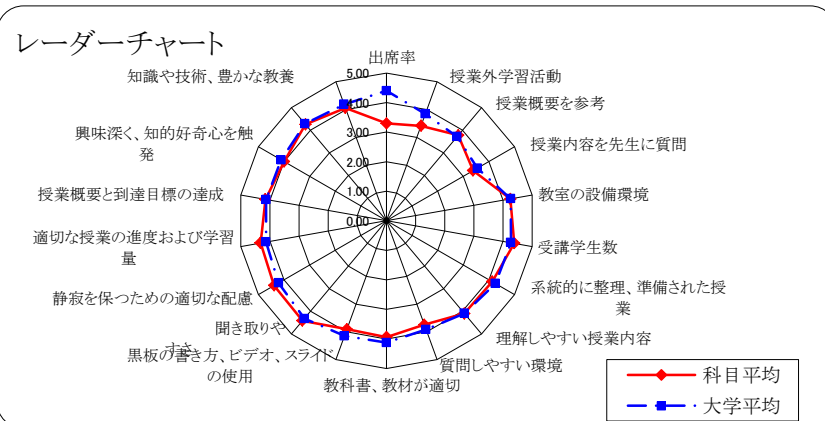 レーダーチャート
出席率
授業外学習活動
授業概要を参考
授業内容を先生に質問
教室の設備環境
受講学生数
系統的に整理、準備された授
業
理解しやすい授業内容
質問しやすい環境
教科書、教材が適切
黒板の書き方、ビデオ、スライド
の使用
聞き取りや
すさ
静寂を保つための適切な配慮
適切な授業の進度および学習
量
授業概要と到達目標の達成
興味深く、知的好奇心を触
発
知識や技術、豊かな教養
5.00
4.00
3.00
2.00
1.00
0.00
科目平均
大学平均